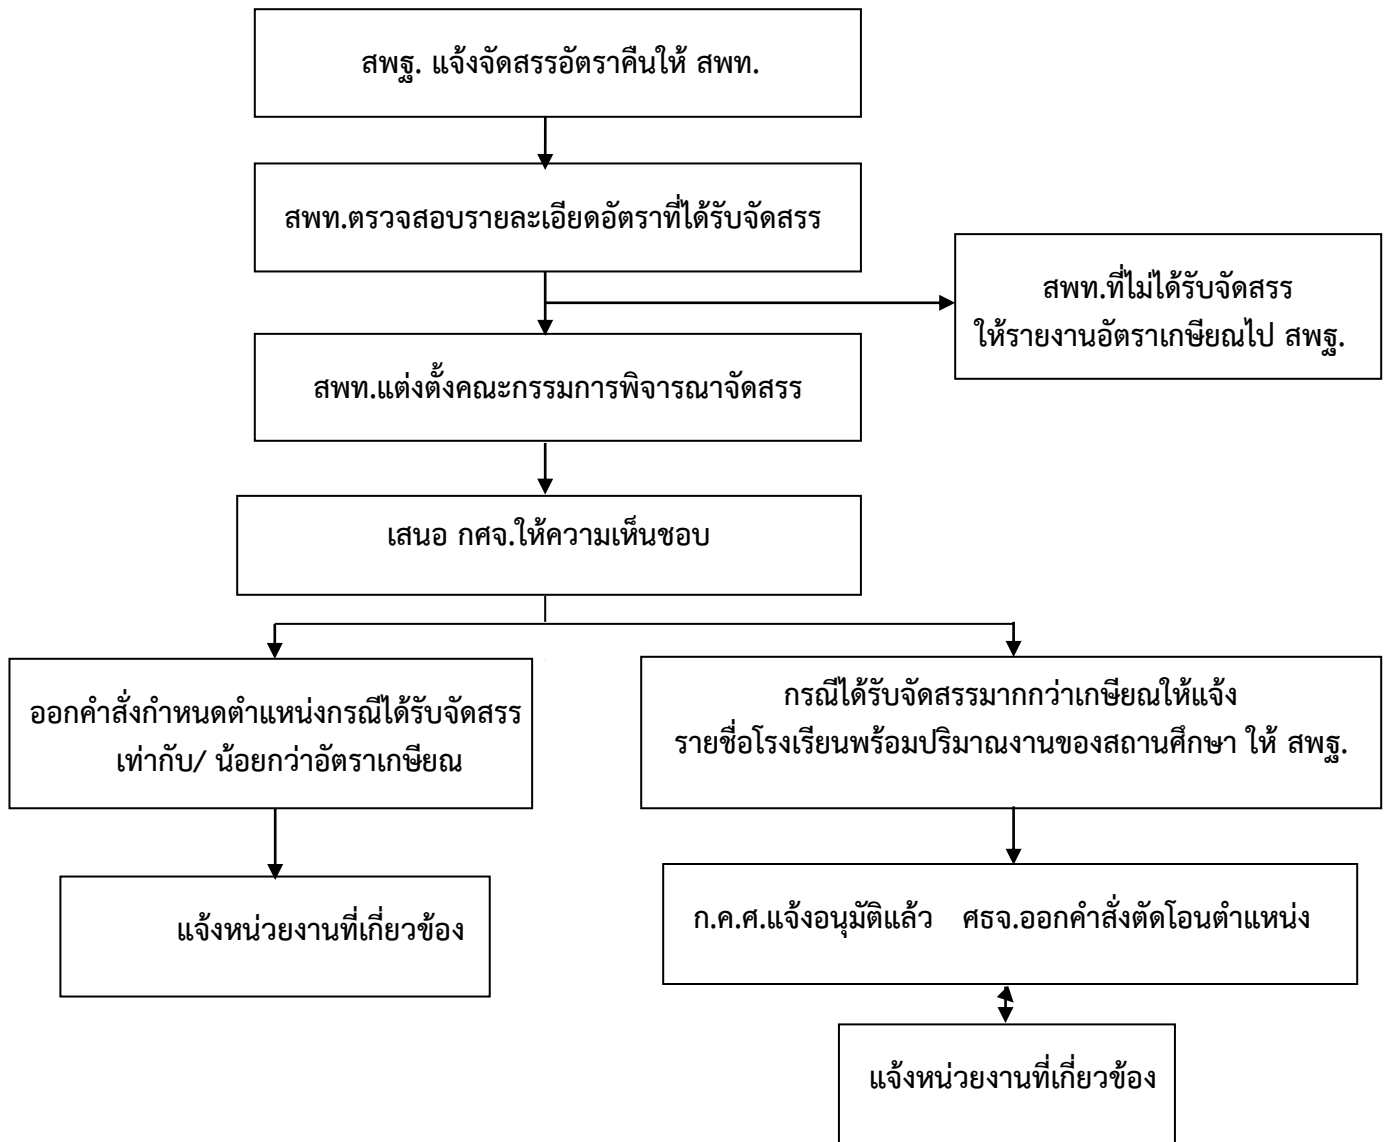 สพฐ. แจ้งจัดสรรอัตราคืนให้ สพท.
สพท.ตรวจสอบรายละเอียดอัตราที่ได้รับจัดสรร
สพท.ที่ไม่ได้รับจัดสรร
ให้รายงานอัตราเกษียณไป สพฐ.
สพท.แต่งตั้งคณะกรรมการพิจารณาจัดสรร
เสนอ กศจ.ให้ความเห็นชอบ
ออกคำสั่งกำหนดตำแหน่งกรณีได้รับจัดสรร
เท่ากับ/ น้อยกว่าอัตราเกษียณ
กรณีได้รับจัดสรรมากกว่าเกษียณให้แจ้ง
รายชื่อโรงเรียนพร้อมปริมาณงานของสถานศึกษา ให้ สพฐ.
แจ้งหน่วยงานที่เกี่ยวข้อง
ก.ค.ศ.แจ้งอนุมัติแล้ว ศธจ.ออกคำสั่งตัดโอนตำแหน่ง
แจ้งหน่วยงานที่เกี่ยวข้อง